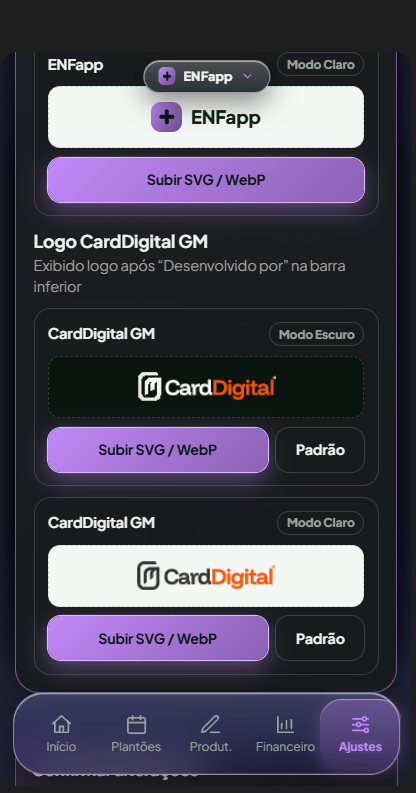 ENFapp
Modo Claro
ENFapp
ENFapp
Subir SVG / WebP
Logo CardDigital GM
Exibido logo após “Desenvolvido por” na barra
inferior
CardDigital GM
Modo Escuro
CardDigital
Subir SVG / WebP
Padrão
CardDigital GM
Modo Claro
CardDigital
Subir SVG / WebP
Padrão
Início
Plantões
Produt.
Financeiro
Ajustes